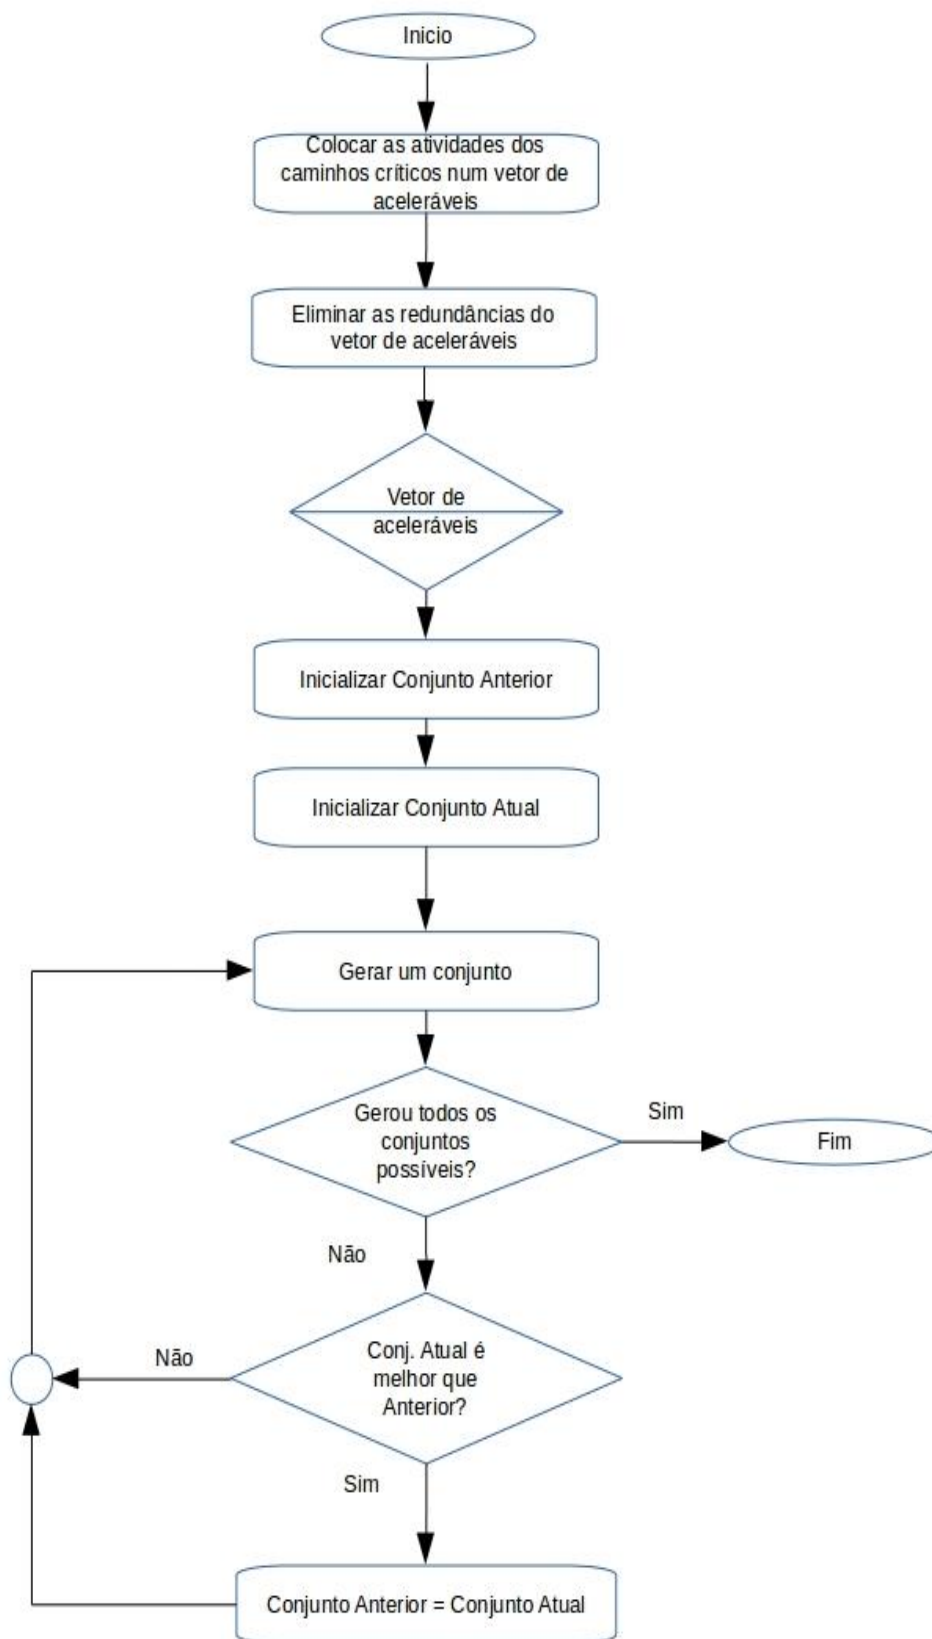 Inicio
Colocar as atividades dos
caminhos críticos num vetor de
aceleráveis
Eliminar as redundâncias do
vetor de aceleráveis
Vetor de
aceleráveis
Inicializar Conjunto Anterior
Inicializar Conjunto Atual
Gerar um conjunto
Gerou todos os
conjuntos
possíveis?
Sim
Fim
Não
Conj. Atual é
melhor que
Anterior?
Não
Sim
Conjunto Anterior = Conjunto Atual